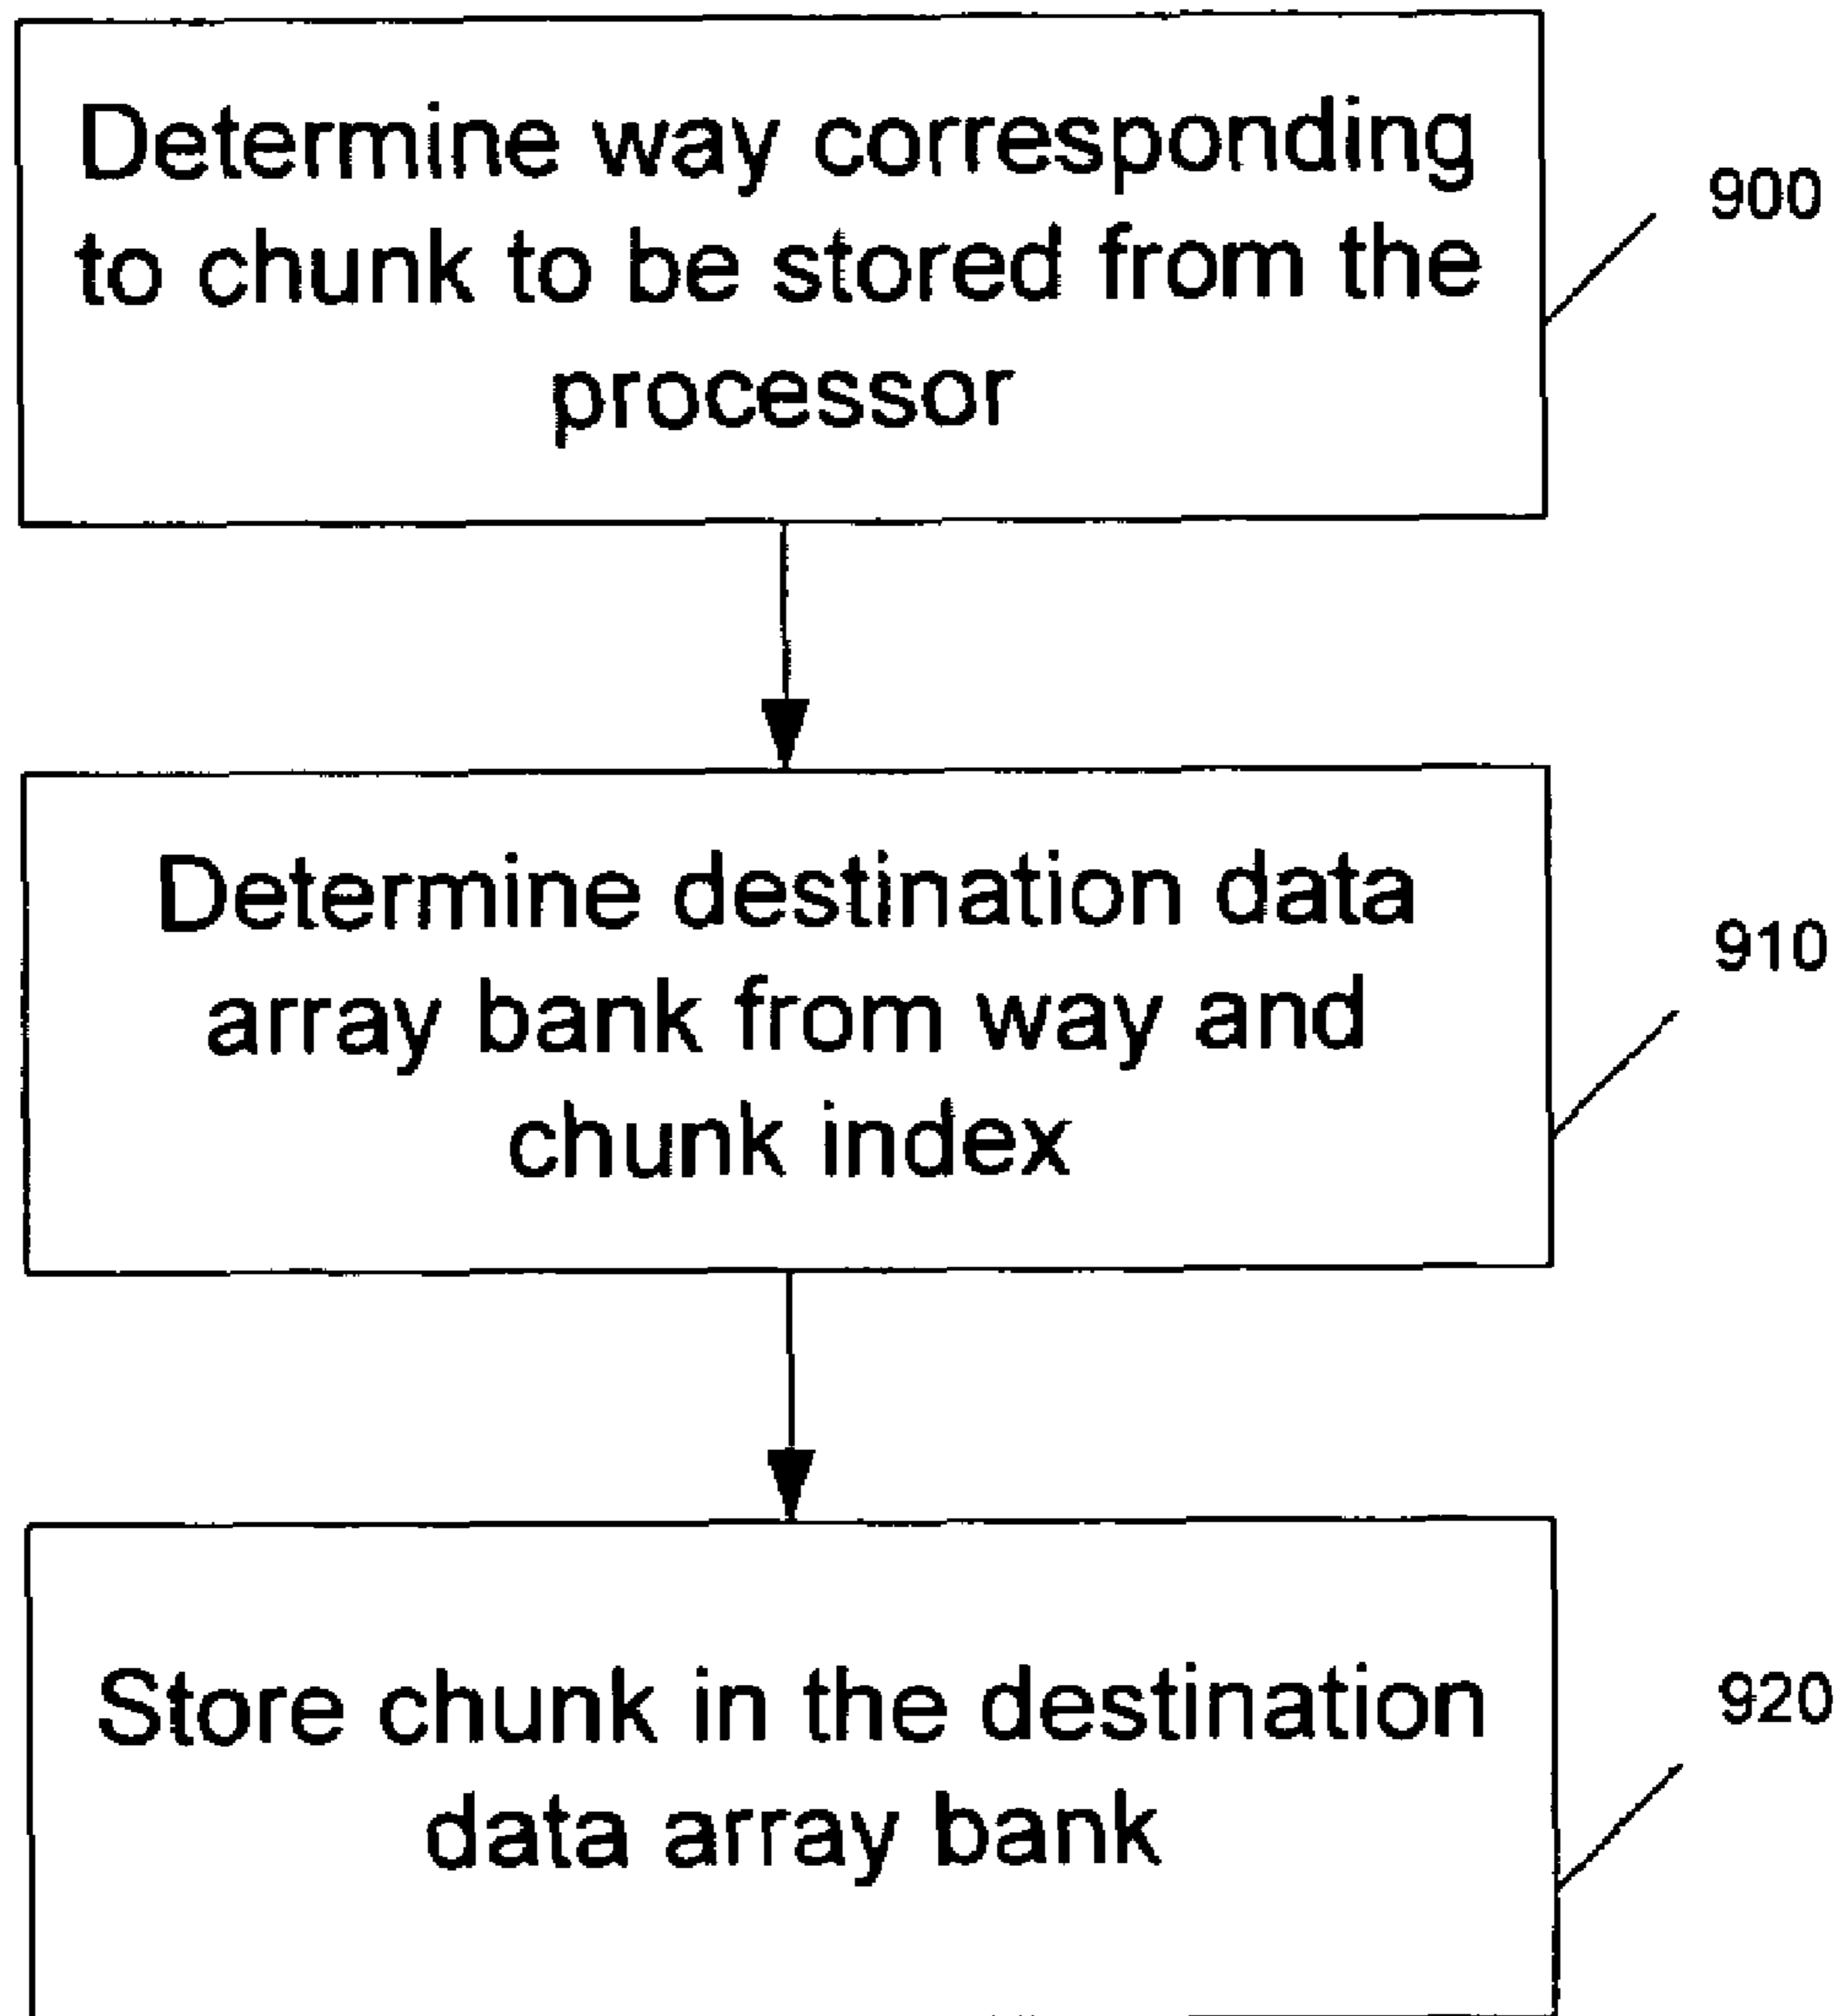 Determine way corresponding
to chunk to be stored from the
processor
900
Determine destination data
array bank from way and
chunk index
910
Store chunk in the destination
data array bank
920